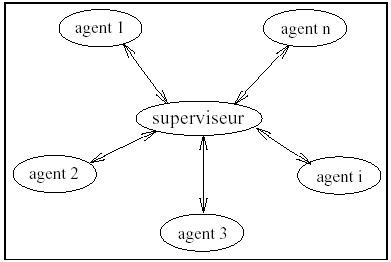 agent 1
agent n
superviseur
agent 2
agent i
agent 3